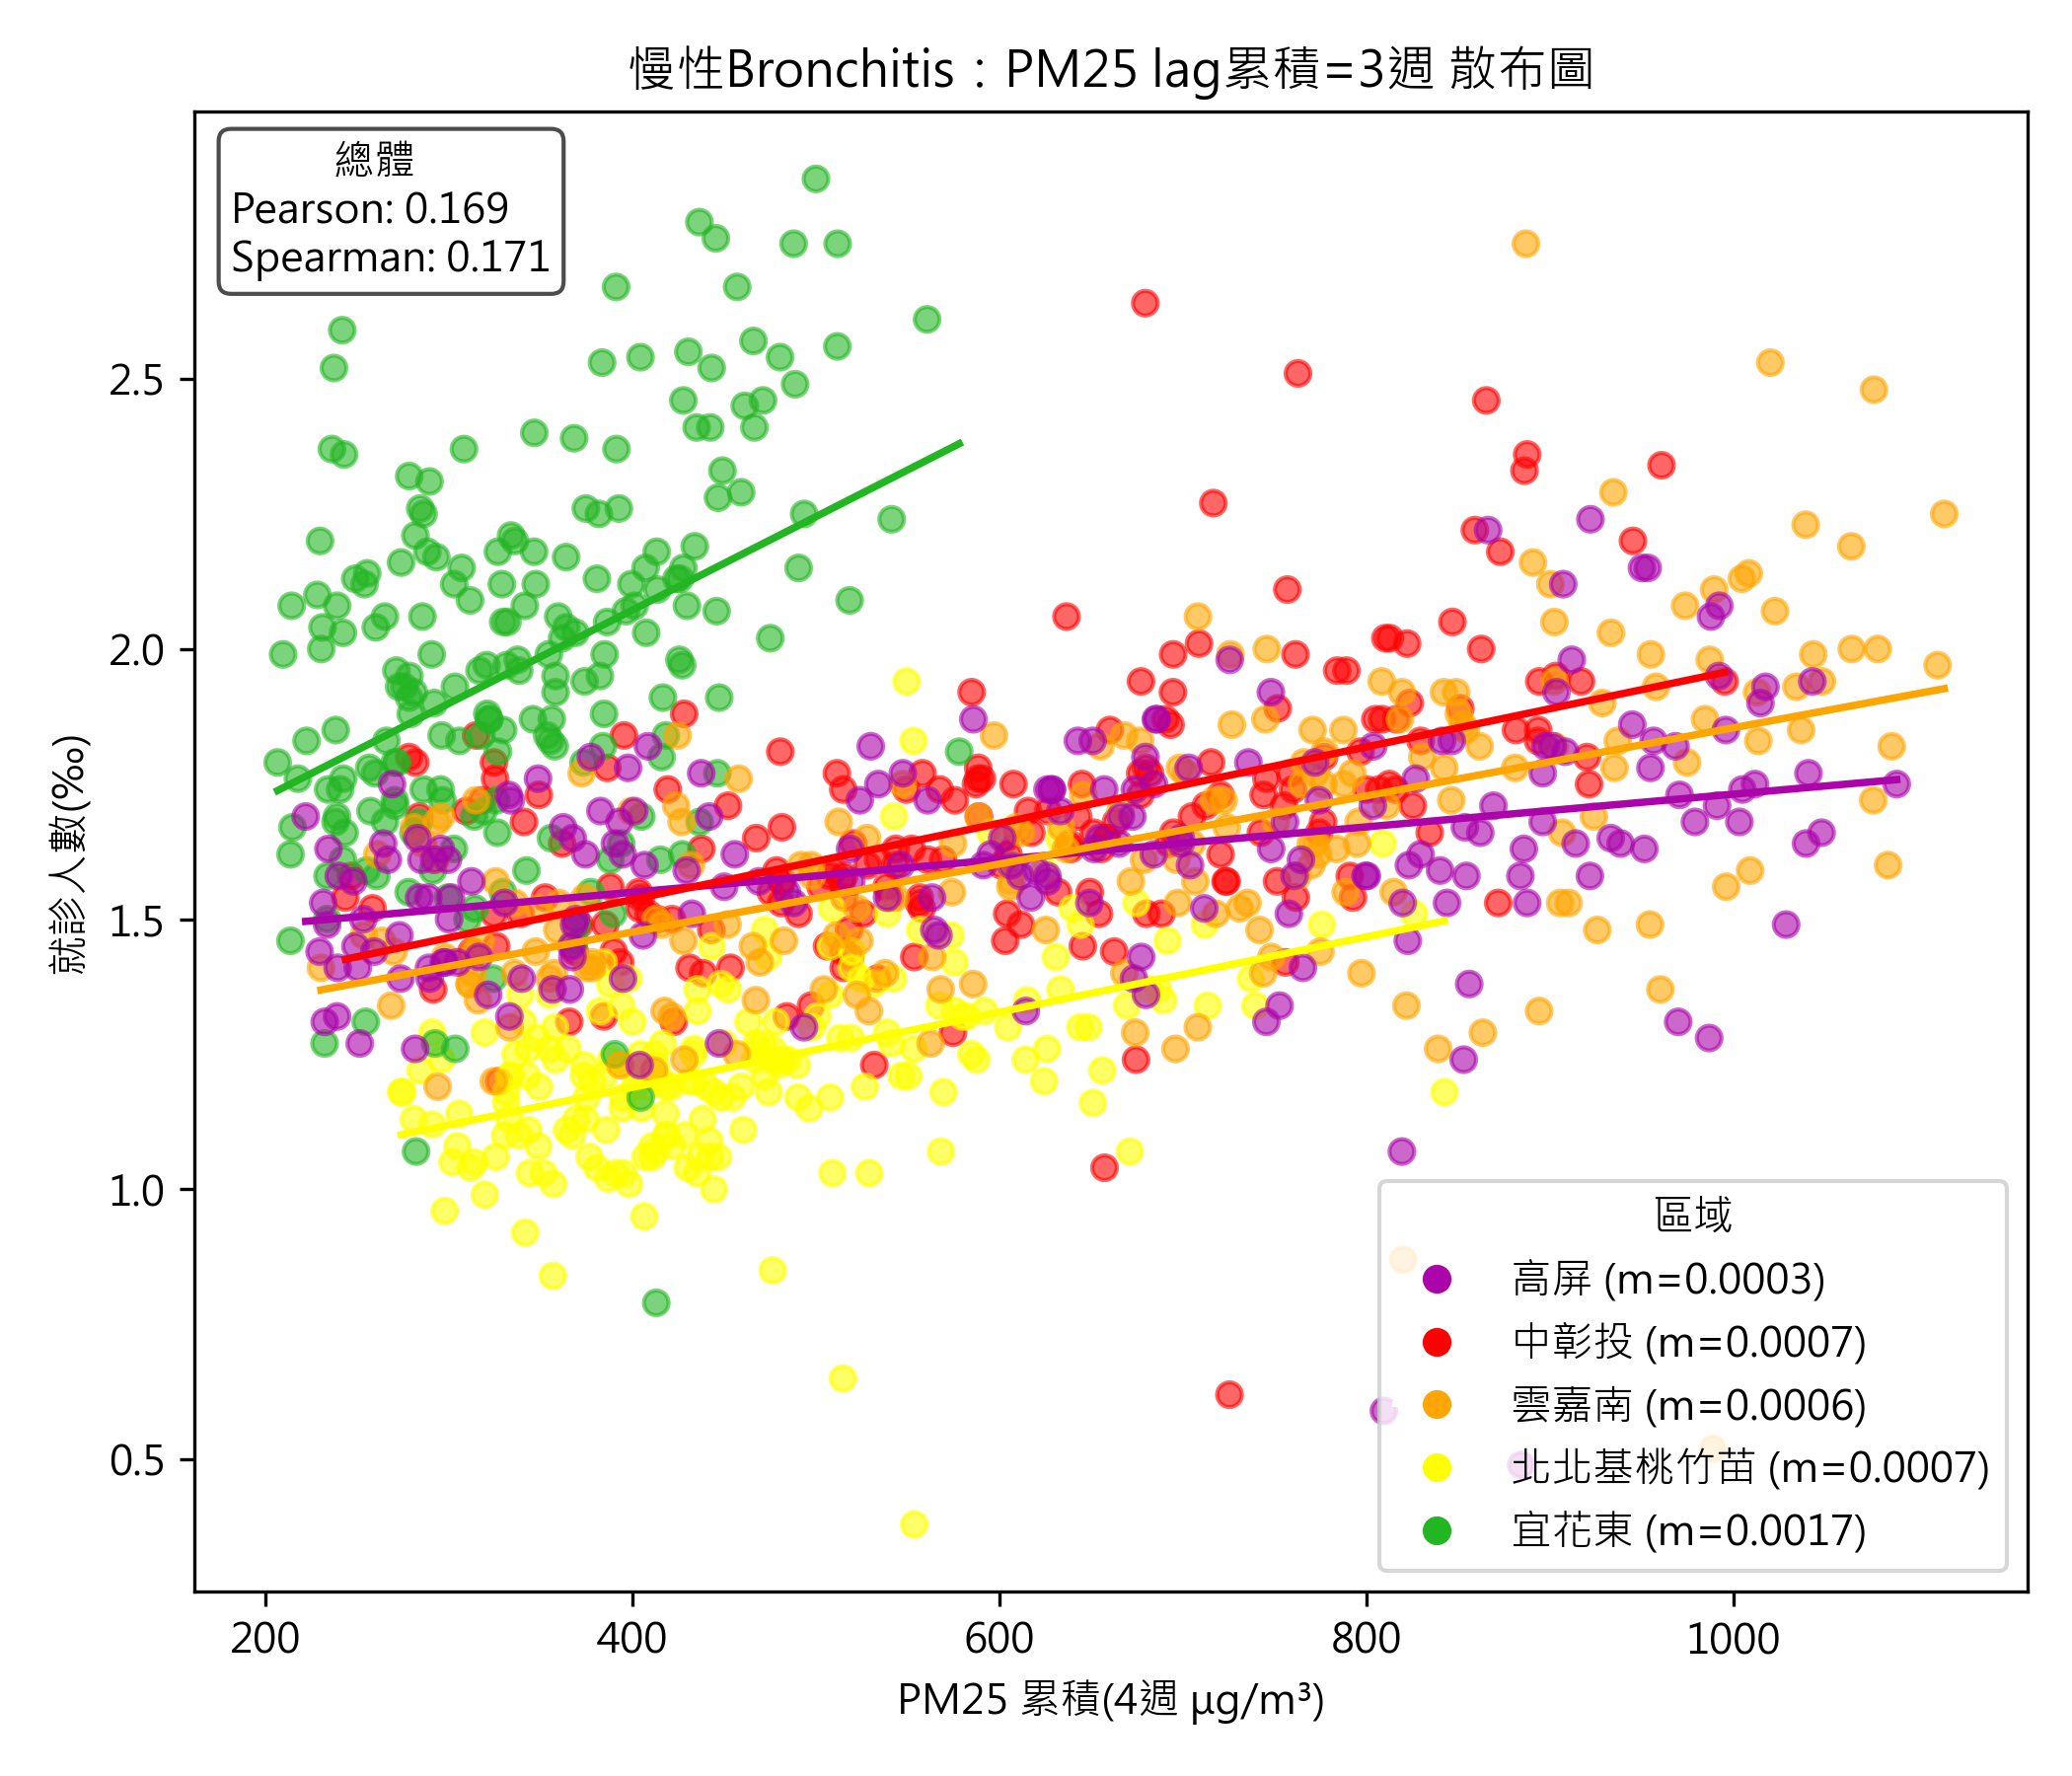 慢性Bronchitis：PM25 lag累積=3週 散布圖
總體
Pearson: 0.169
Spearman: 0.171
就診人數(‰)
2.5
2.0
1.5
1.0
0.5
區域
高屏 (m=0.0003)
中彰投 (m=0.0007)
雲嘉南 (m=0.0006)
北北基桃竹苗 (m=0.0007)
宜花東 (m=0.0017)
200 400 600 800 1000
PM25 累積(4週 μg/m³)